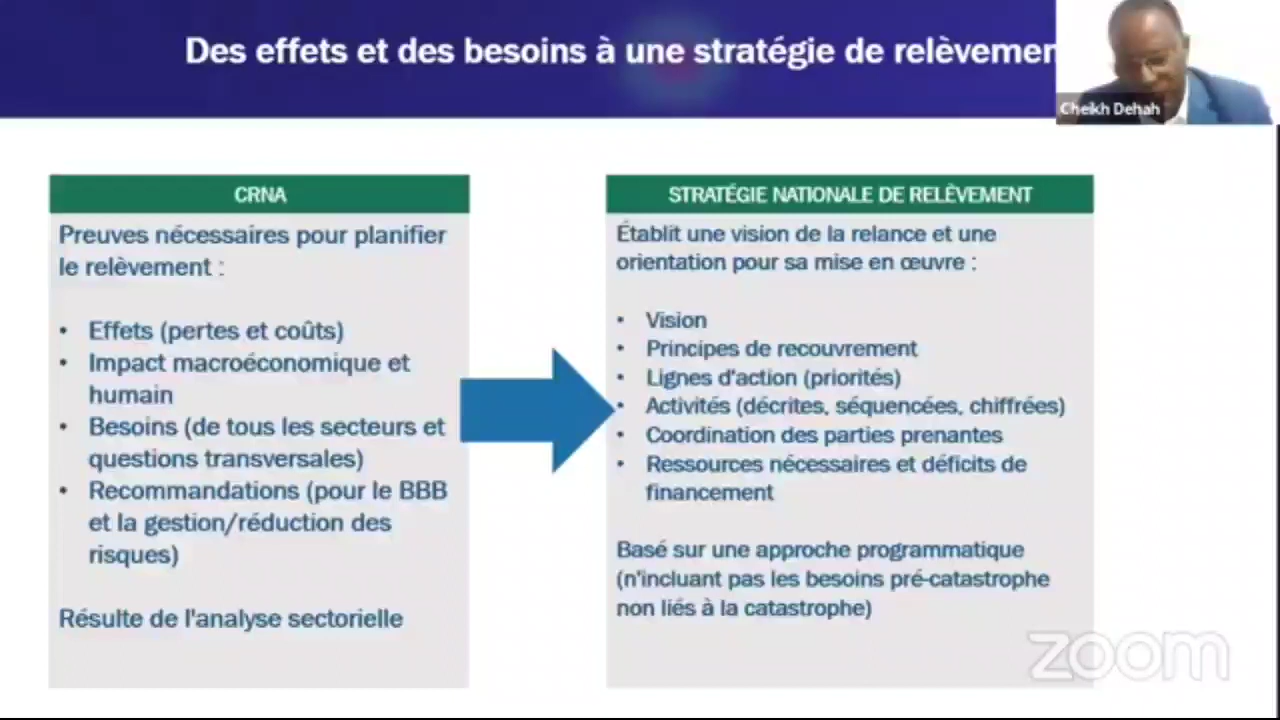 Des effets et des besoins à une stratégie de relèvemen
Cheikh Dehah
CRNA
Preuves nécessaires pour planifier
le relèvement :
• Effets (pertes et coûts)
• Impact macroéconomique et
humain
• Besoins (de tous les secteurs et
questions transversales)
• Recommandations (pour le BBB
et la gestion/réduction des
risques)
Résulte de l'analyse sectorielle
STRATÉGIE NATIONALE DE RELÈVEMENT
Établit une vision de la relance et une
orientation pour sa mise en œuvre :
• Vision
• Principes de recouvrement
• Lignes d'action (priorités)
• Activités (décrites, séquencées, chiffrées)
• Coordination des parties prenantes
• Ressources nécessaires et déficits de
financement
Basé sur une approche programmatique
(n'incluant pas les besoins pré-catastrophe
non liés à la catastrophe)
zoom